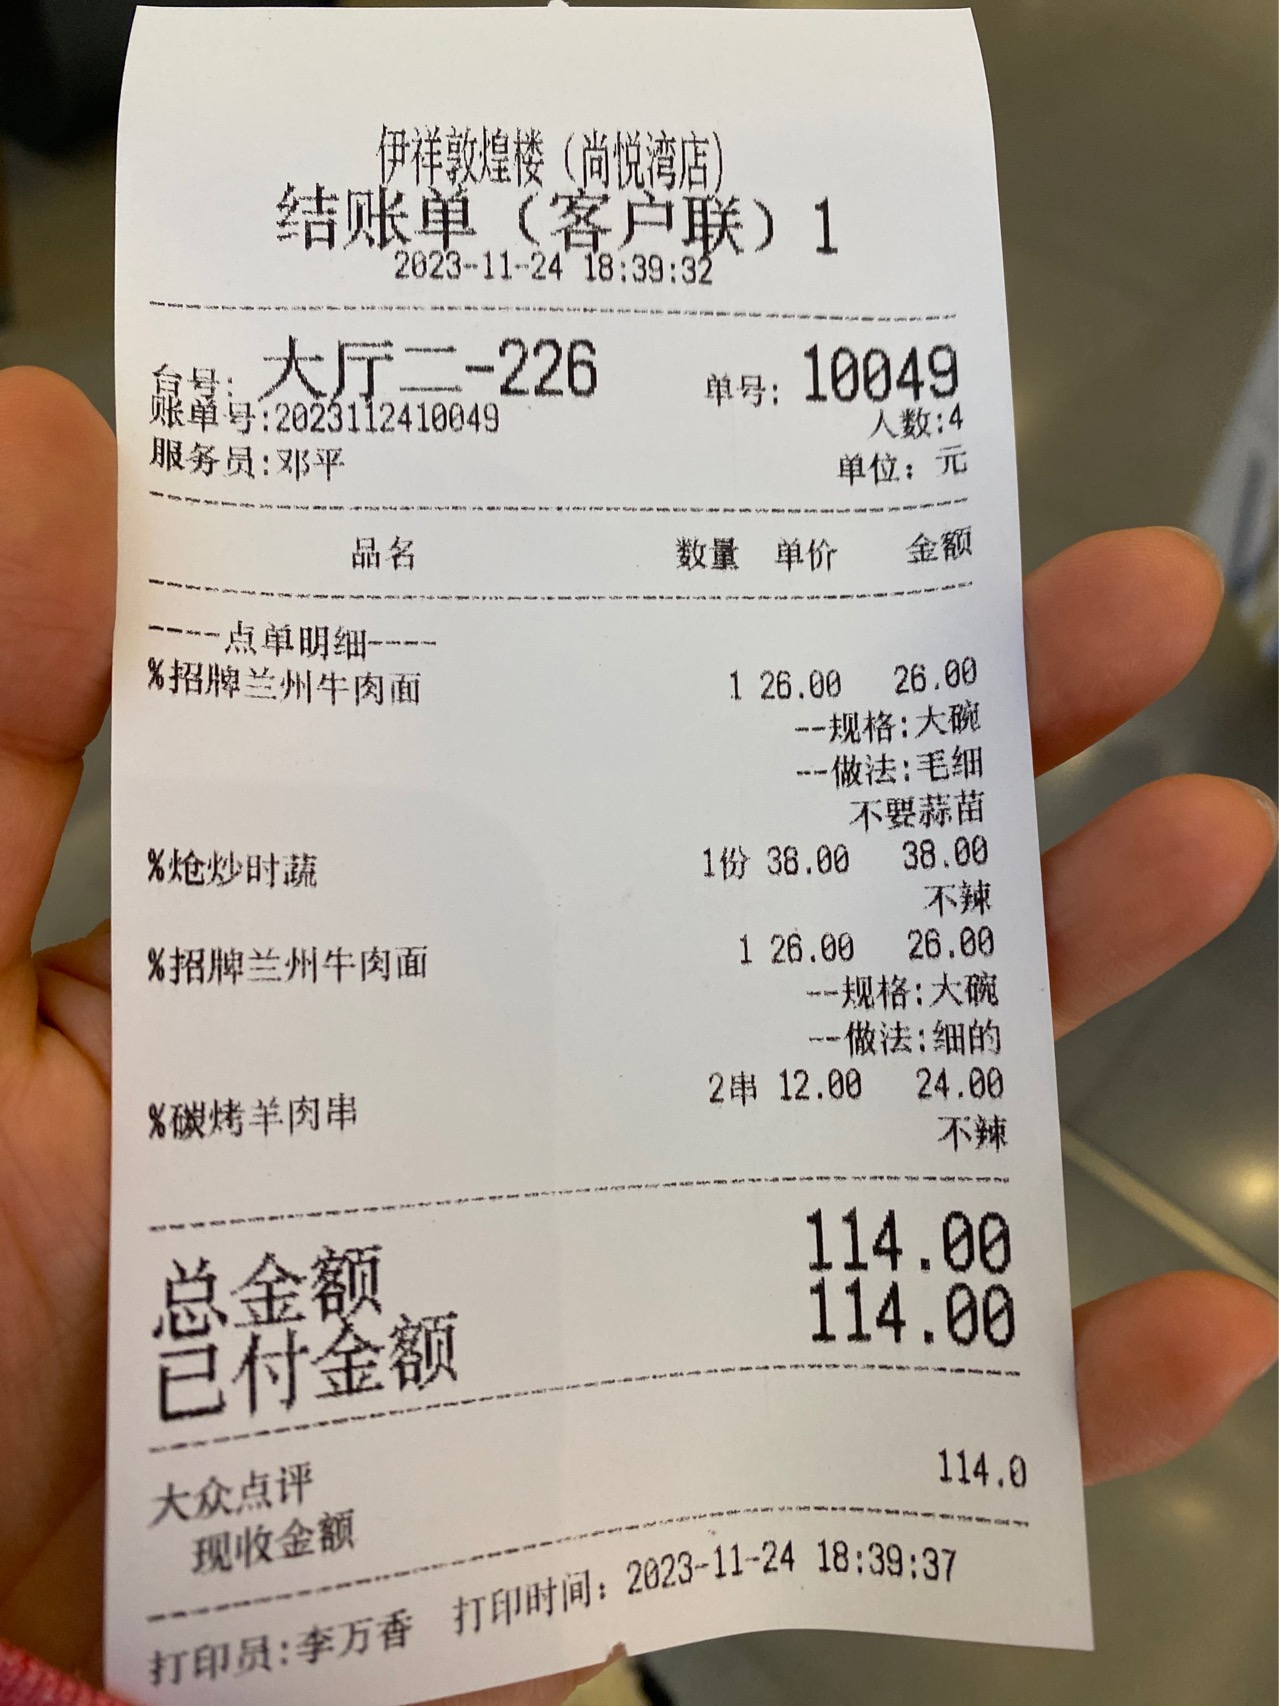 伊祥敦煌楼（尚悦湾店）
结账单（客户联）1
2023-11-24 18:39:32
台号: 大厅二-226 单号: 10049
账单号:2023112410049 人数:4
服务员:邓平 单位: 元
品名 数量 单价 金额
----点单明细----
%招牌兰州牛肉面 1 26.00 26.00
--规格:大碗
--做法:毛细
不要蒜苗
%炝炒时蔬 1份 38.00 38.00
不辣
%招牌兰州牛肉面 1 26.00 26.00
--规格:大碗
--做法:细的
%碳烤羊肉串 2串 12.00 24.00
不辣
总金额 114.00
已付金额 114.00
大众点评 114.0
现收金额
打印员:李万香 打印时间: 2023-11-24 18:39:37